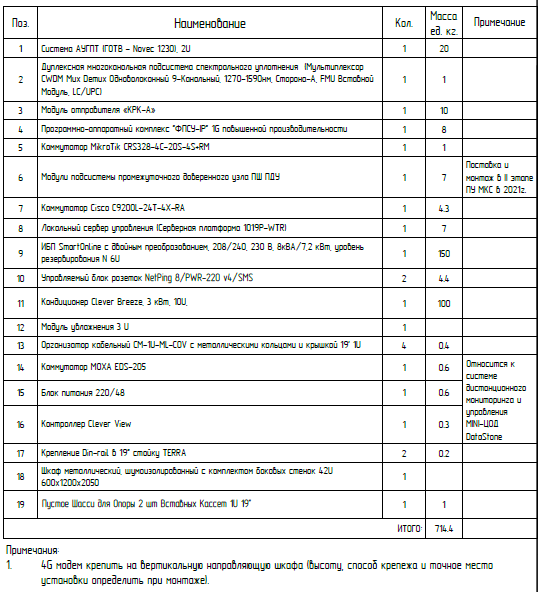 Поз. Наименование Кол. Масса ед. кг. Примечание
1 Система АУГПТ (ГОТВ - Novec 1230), 2U 1 20
2 Дуплексная многоканальная подсистема спектрального уплотнения (Мультиплексор
CWDM Mux Demux Одноволоконный 9-Канальный, 1270-1590нм, Сторона-А, FMU Вставной
Модуль, LC/UPC) 1 1
3 Модуль отправителя «КРК-А» 1 10
4 Программно-аппаратный комплекс "ФПСУ-IP" 1G повышенной производительности 1 8
5 Коммутатор MikroTik CRS328-4C-20S-4S+RM 1 1
6 Модули подсистемы промежуточного доверенного узла ПШ ПДУ 1 7 Поставка и
монтаж в II этапе
ПУ МКС в 2021г.
7 Коммутатор Cisco C9200L-24T-4X-RA 1 4.3
8 Локальный сервер управления (Серверная платформа 1019P-WTR) 1 7
9 ИБП SmartOnline с двойным преобразованием, 208/240, 230 В, 8кВА/7,2 кВт, уровень
резервирования N 6U 1 150
10 Управляемый блок розеток NetPing 8/PWR-220 v4/SMS 2 4.4
11 Кондиционер Clever Breeze, 3 кВт, 10U, 1 100
12 Модуль увлажнения 3 U 1
13 Организатор кабельный CM-1U-ML-COV с металлическими кольцами и крышкой 19' 1U 4 0.4
14 Коммутатор MOXA EDS-205 1 0.6 Относится к
системе
дистанционного
мониторинга и
управления
MINI-ЦОД
DataStone
15 Блок питания 220/48 1 0.6
16 Контроллер Clever View 1 0.3
17 Крепление Din-rail в 19" стойку TERRA 2 0.2
18 Шкаф металлический, шумоизолированный с комплектом боковых стенок 42U
600х1200х2050 1
19 Пустое Шасси для Опоры 2 шт Вставных Кассет 1U 19" 1 1
ИТОГО: 714.4
Примечания:
1. 4G модем крепить на вертикальную направляющую шкафа (высоту, способ крепежа и точное место
установки определить при монтаже).